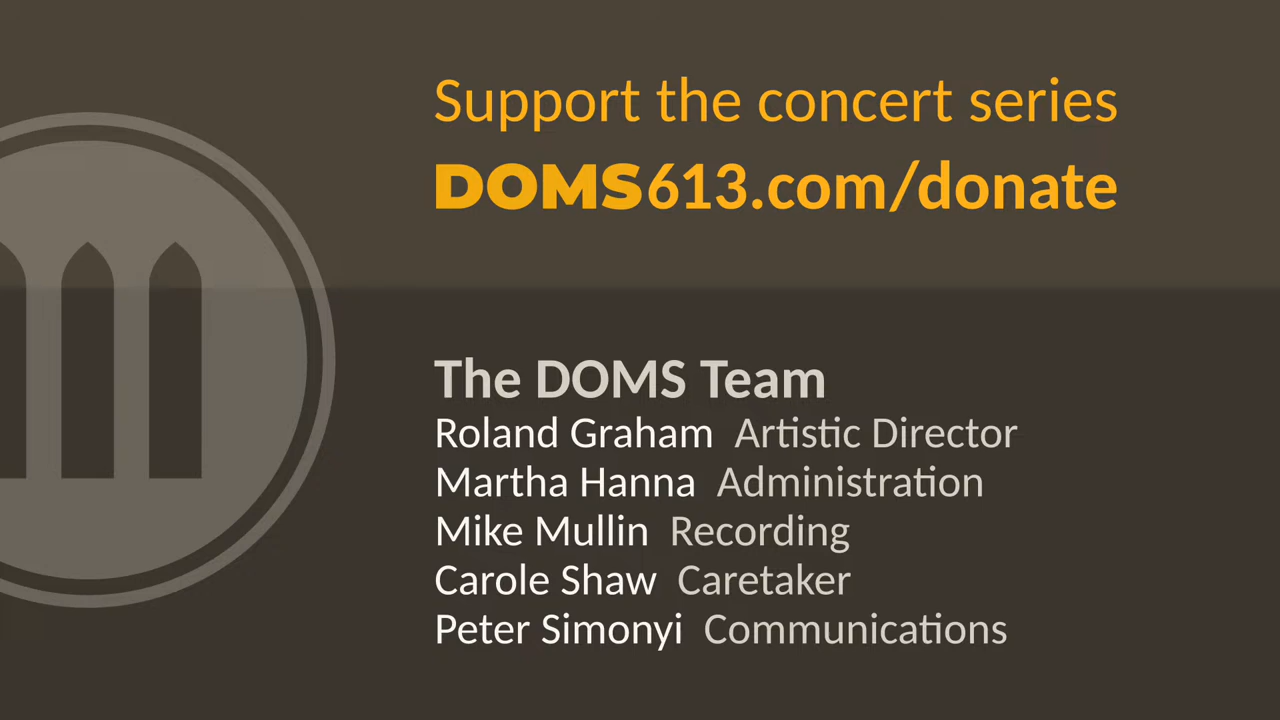 Support the concert series
DOMS613.com/donate
The DOMS Team
Roland Graham Artistic Director
Martha Hanna Administration
Mike Mullin Recording
Carole Shaw Caretaker
Peter Simonyi Communications